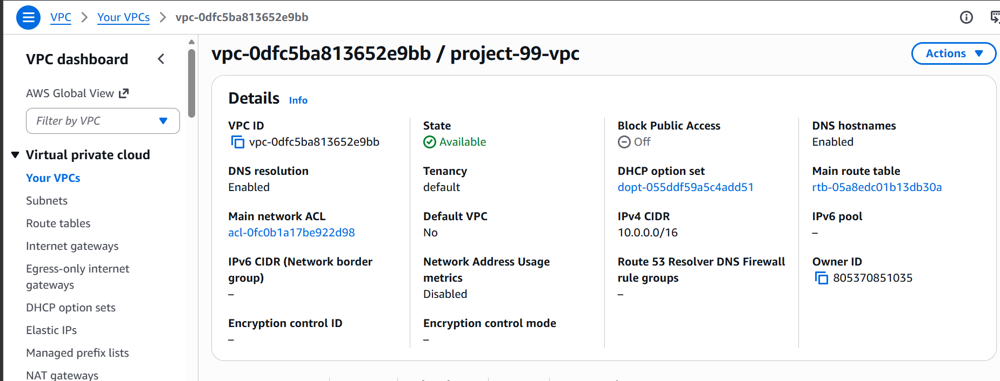 VPC > Your VPCs > vpc-0dfc5ba813652e9bb
VPC dashboard
AWS Global View
Filter by VPC
Virtual private cloud
Your VPCs
Subnets
Route tables
Internet gateways
Egress-only internet
gateways
DHCP option sets
Elastic IPs
Managed prefix lists
NAT gateways
vpc-0dfc5ba813652e9bb / project-99-vpc
Actions
Details Info
VPC ID
vpc-0dfc5ba813652e9bb
State
Available
Block Public Access
Off
DNS hostnames
Enabled
DNS resolution
Enabled
Tenancy
default
DHCP option set
dopt-055ddf59a5c4add51
Main route table
rtb-05a8edc01b13db30a
Main network ACL
acl-0fc0b1a17be922d98
Default VPC
No
IPv4 CIDR
10.0.0.0/16
IPv6 pool
–
IPv6 CIDR (Network border
group)
–
Network Address Usage
metrics
Disabled
Route 53 Resolver DNS Firewall
rule groups
–
Owner ID
805370851035
Encryption control ID
–
Encryption control mode
–